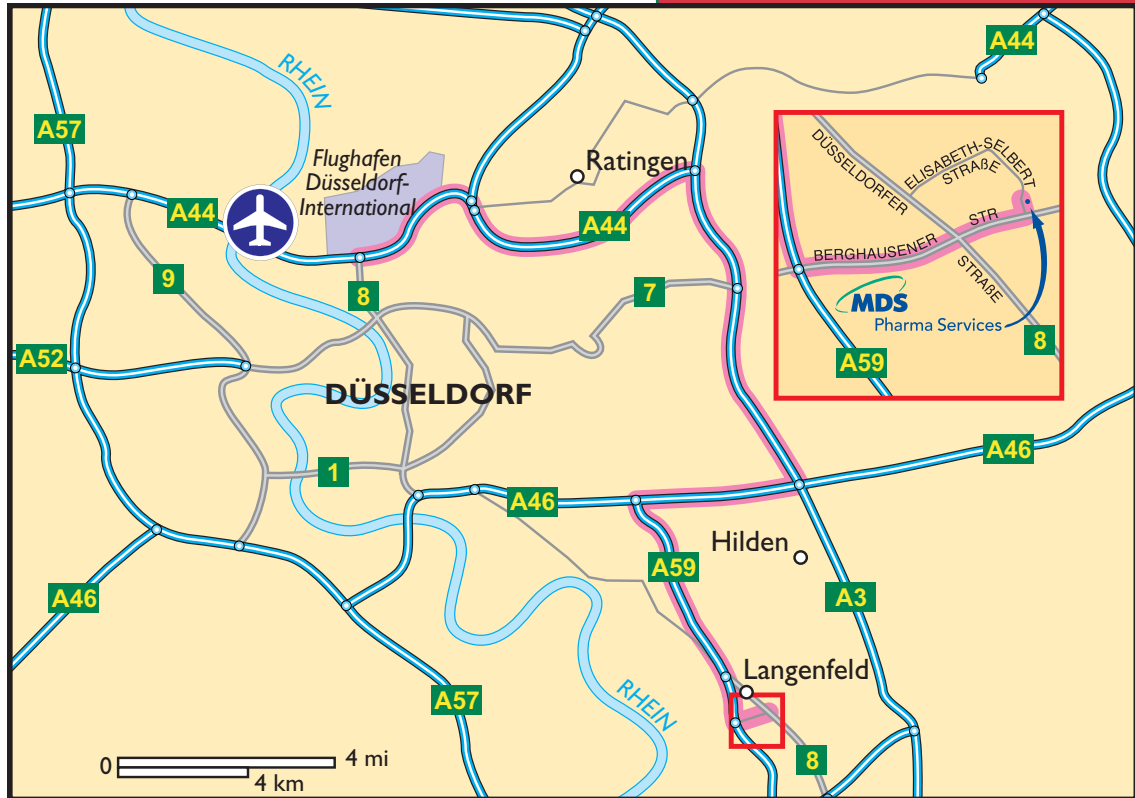 A44
RHEIN
A57
Flughafen
Düsseldorf-
International
Ratingen
A44
A44
9
8
7
A52
DÜSSELDORF
1
A46
A46
Hilden
A59
A46
A3
Langenfeld
A57
RHEIN
8
0
4 mi
4 km
DÜSSELDORFER
STRAßE
ELISABETH-SELBERT
STRAßE
BERGHAUSENER
STR
MDS
Pharma Services
8
A59